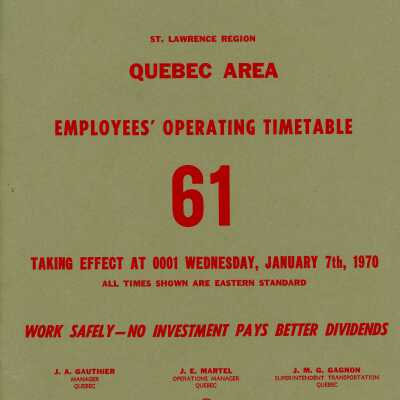 ST. LAWRENCE REGION
QUEBEC AREA
EMPLOYEES' OPERATING TIMETABLE
61
TAKING EFFECT AT 0001 WEDNESDAY, JANUARY 7th, 1970
ALL TIMES SHOWN ARE EASTERN STANDARD
WORK SAFELY—NO INVESTMENT PAYS BETTER DIVIDENDS
J. A. GAUTHIER J. E. MARTEL J. M. G. GAGNON
MANAGER OPERATIONS MANAGER SUPERINTENDENT TRANSPORTATION
QUEBEC QUEBEC QUEBEC